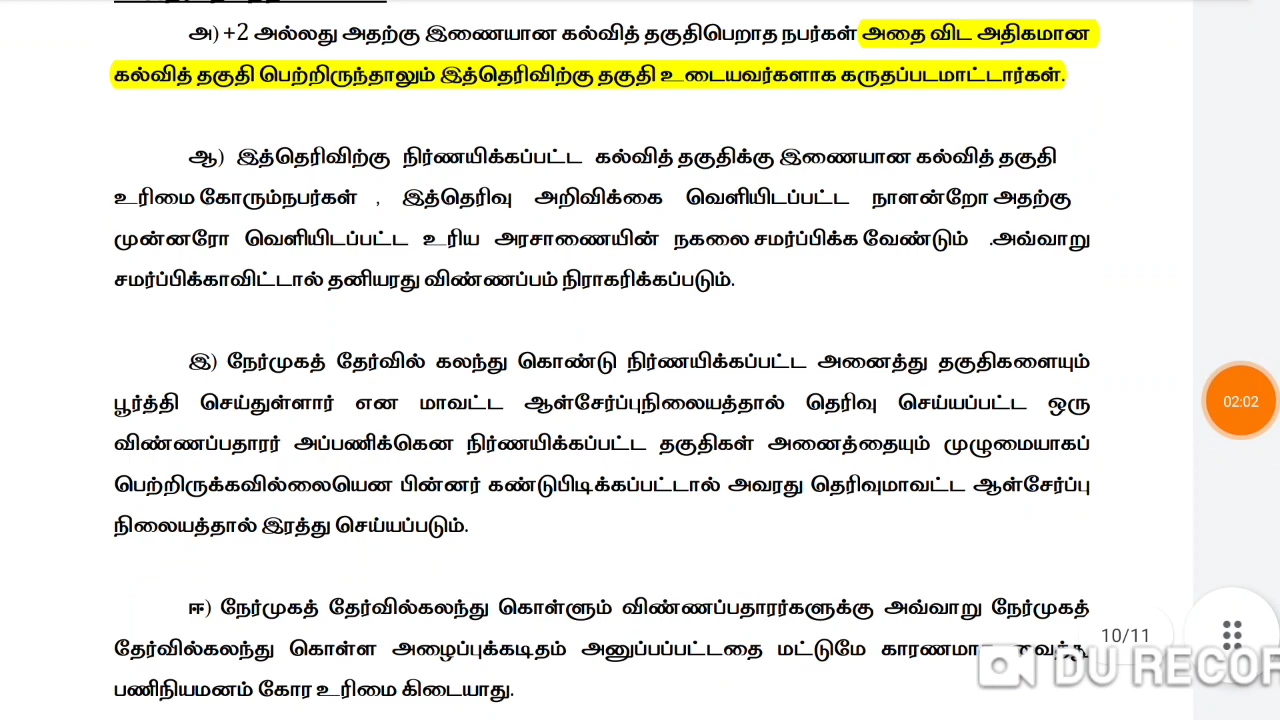 அ) +2 அல்லது அதற்கு இணையான கல்வித் தகுதிபெறாத நபர்கள் அதை விட அதிகமான
கல்வித் தகுதி பெற்றிருந்தாலும் இத்தெரிவிற்கு தகுதி உடையவர்களாக கருதப்படமாட்டார்கள்.
ஆ) இத்தெரிவிற்கு நிர்ணயிக்கப்பட்ட கல்வித் தகுதிக்கு இணையான கல்வித் தகுதி
உரிமை கோரும்நபர்கள் , இத்தெரிவு அறிவிக்கை வெளியிடப்பட்ட நாளன்றோ அதற்கு
முன்னரோ வெளியிடப்பட்ட உரிய அரசாணையின் நகலை சமர்ப்பிக்க வேண்டும் .அவ்வாறு
சமர்ப்பிக்காவிட்டால் தனியரது விண்ணப்பம் நிராகரிக்கப்படும்.
இ) நேர்முகத் தேர்வில் கலந்து கொண்டு நிர்ணயிக்கப்பட்ட அனைத்து தகுதிகளையும்
பூர்த்தி செய்துள்ளார் என மாவட்ட ஆள்சேர்ப்புநிலையத்தால் தெரிவு செய்யப்பட்ட ஒரு
விண்ணப்பதாரர் அப்பணிக்கென நிர்ணயிக்கப்பட்ட தகுதிகள் அனைத்தையும் முழுமையாகப்
பெற்றிருக்கவில்லையென பின்னர் கண்டுபிடிக்கப்பட்டால் அவரது தெரிவுமாவட்ட ஆள்சேர்ப்பு
நிலையத்தால் இரத்து செய்யப்படும்.
02:02
ஈ) நேர்முகத் தேர்வில்கலந்து கொள்ளும் விண்ணப்பதாரர்களுக்கு அவ்வாறு நேர்முகத்
தேர்வில்கலந்து கொள்ள அழைப்புக்கடிதம் அனுப்பப்பட்டதை மட்டுமே
பணிநியமனம் கோர உரிமை கிடையாது.
10/11
DU RECOR